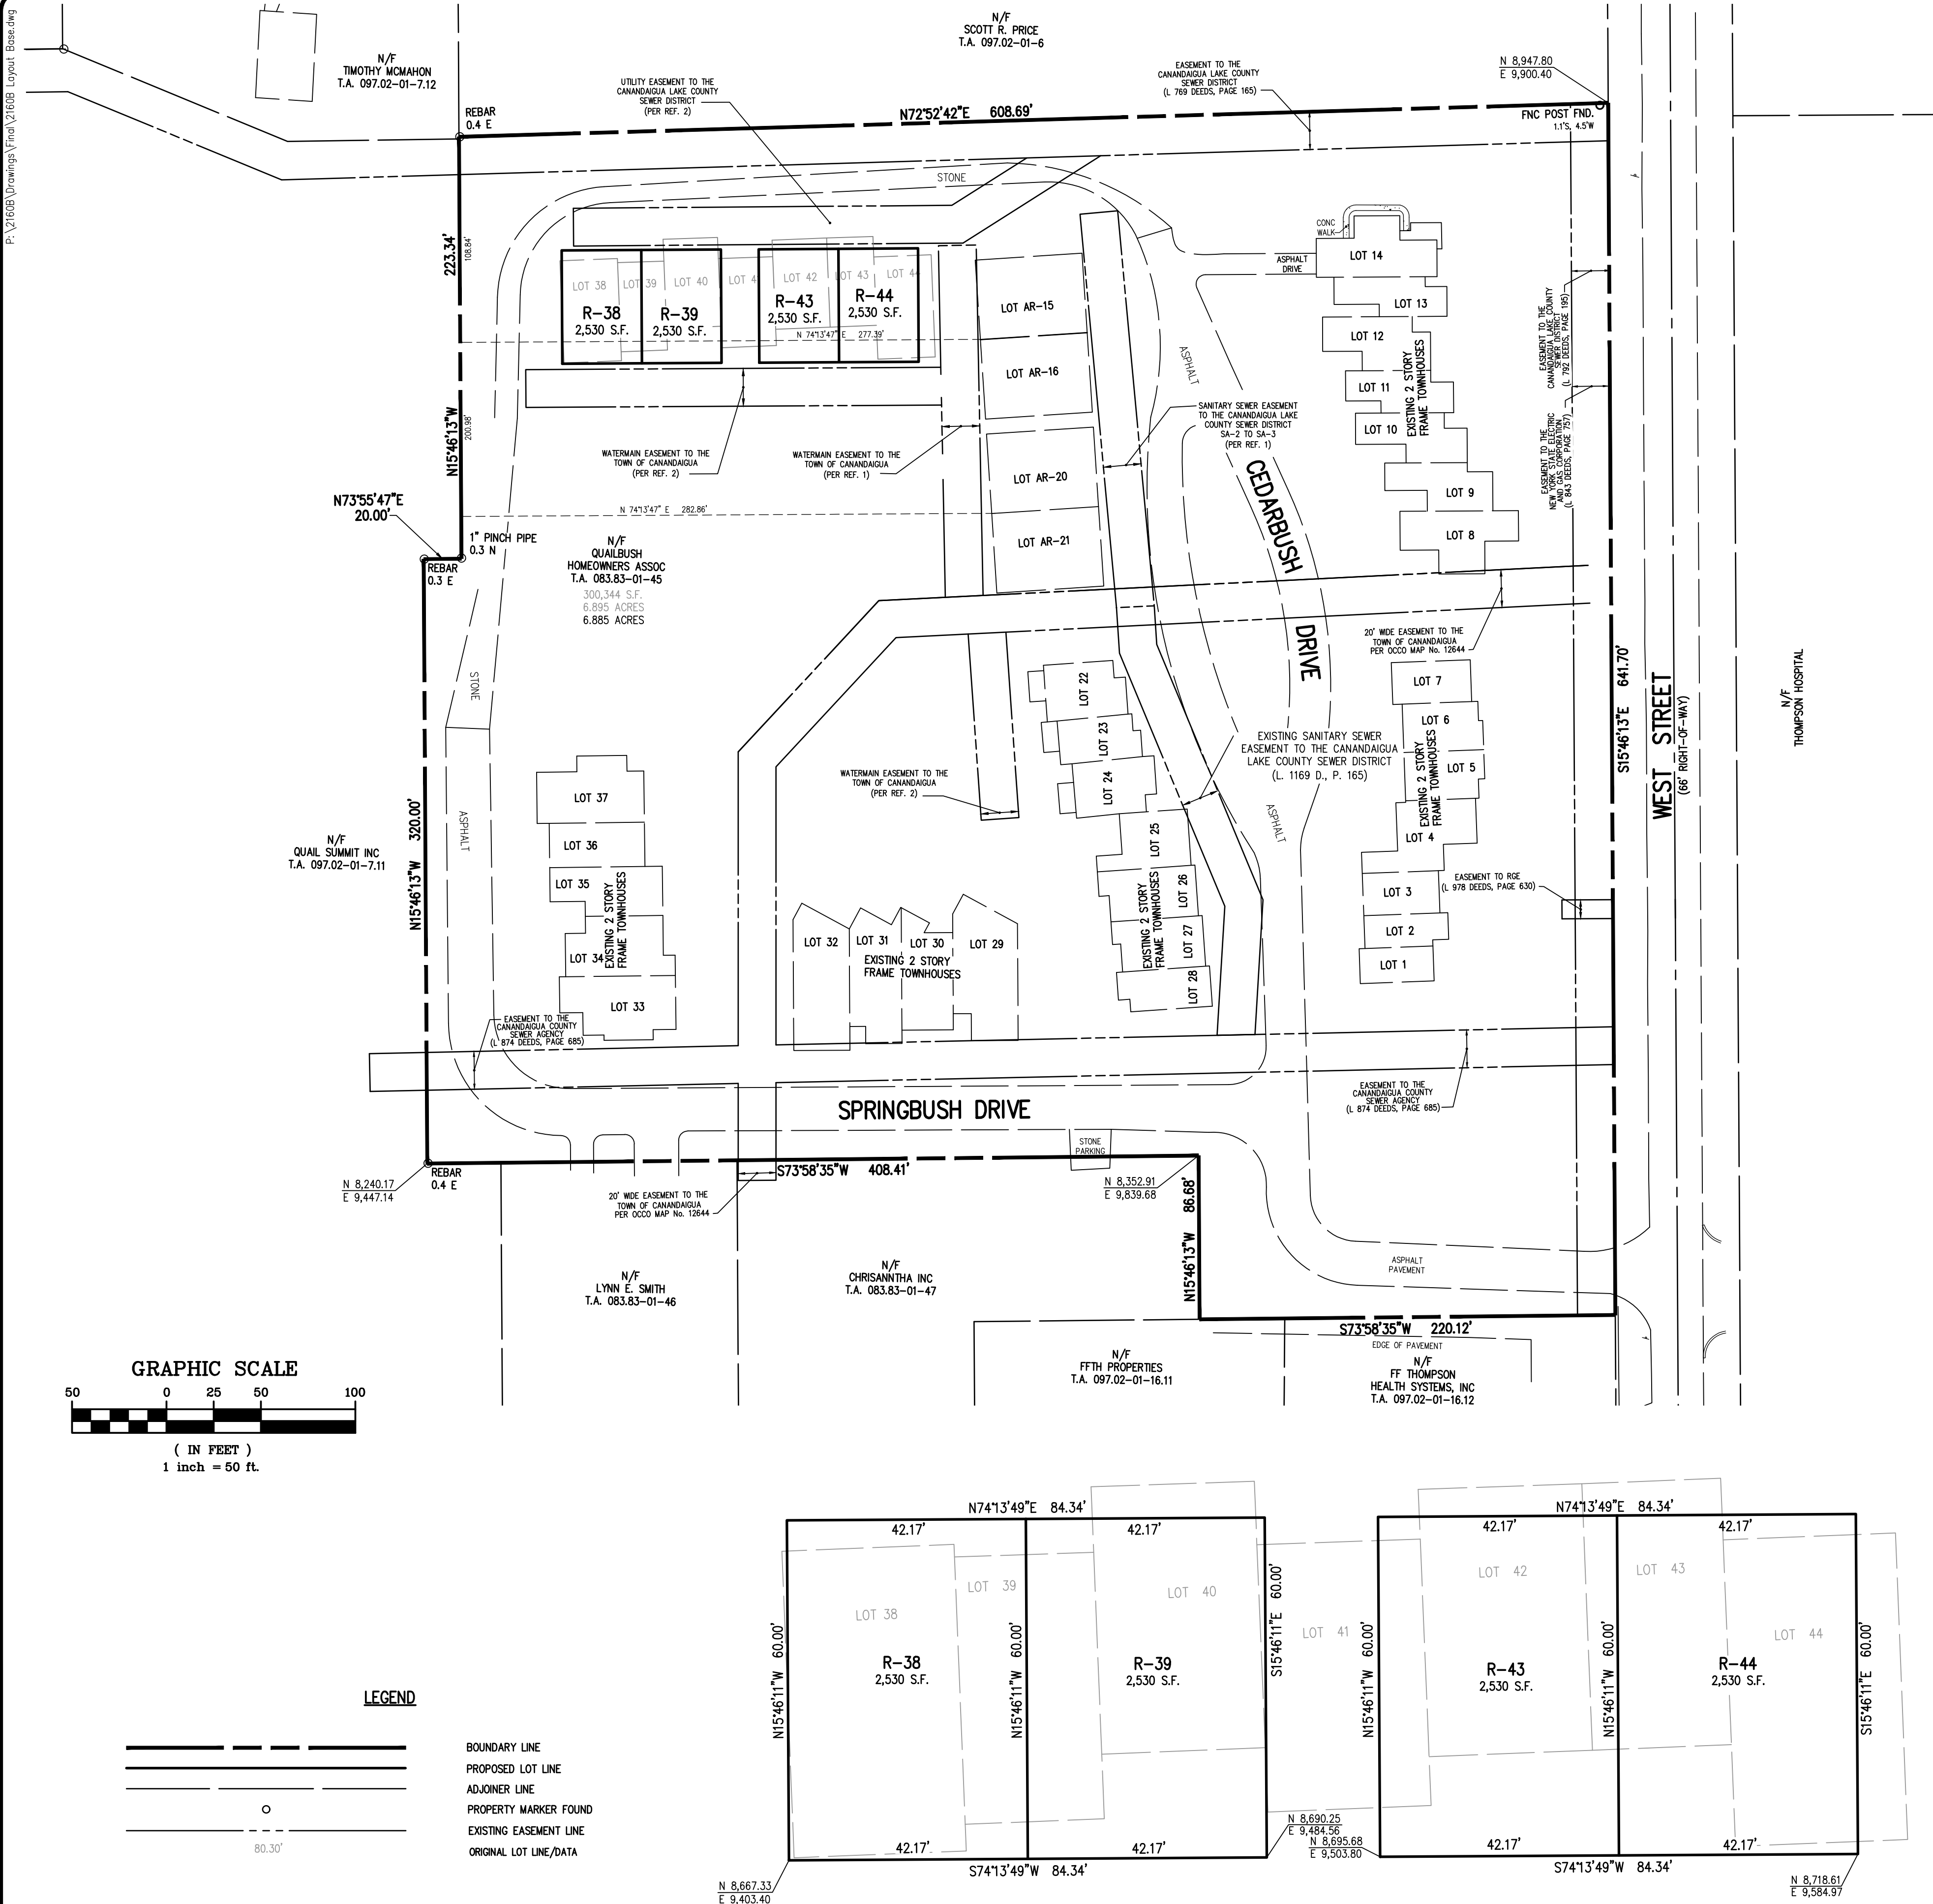 P:\2160B\Drawings\Final\2160B Layout Base.dwg
N/F
TIMOTHY MCMAHON
T.A. 097.02-01-7.12
N/F
SCOTT R. PRICE
T.A. 097.02-01-6
UTILITY EASEMENT TO THE
CANANDAIGUA LAKE COUNTY
SEWER DISTRICT
(PER REF. 2)
EASEMENT TO THE
CANANDAIGUA LAKE COUNTY
SEWER DISTRICT
(L 769 DEEDS, PAGE 165)
N 8,947.80
E 9,900.40
REBAR
0.4 E
N72°52'42"E 608.69'
FNC POST FND.
1.1'S, 4.5'W
STONE
223.34'
108.84'
CONC
WALK
ASPHALT
DRIVE
LOT 14
LOT 13
LOT 12
LOT 11
LOT 10
LOT 9
LOT 8
EXISTING 2 STORY
FRAME TOWNHOUSES
EASEMENT TO THE
CANANDAIGUA LAKE COUNTY
SEWER DISTRICT
(L 792 DEEDS, PAGE 195)
EASEMENT TO THE
NEW YORK STATE ELECTRIC
AND GAS CORPORATION
(L 843 DEEDS, PAGE 757)
LOT 38
LOT 39
LOT 40
LOT 4
LOT 42
LOT 43
LOT 44
R-38
2,530 S.F.
R-39
2,530 S.F.
R-43
2,530 S.F.
R-44
2,530 S.F.
N 74°13'47" E 277.39'
LOT AR-15
LOT AR-16
LOT AR-20
LOT AR-21
ASPHALT
N15°46'13"W
200.98'
WATERMAIN EASEMENT TO THE
TOWN OF CANANDAIGUA
(PER REF. 2)
WATERMAIN EASEMENT TO THE
TOWN OF CANANDAIGUA
(PER REF. 1)
SANITARY SEWER EASEMENT
TO THE CANANDAIGUA LAKE
COUNTY SEWER DISTRICT
SA-2 TO SA-3
(PER REF. 1)
CEDARBUSH
DRIVE
N73°55'47"E
20.00'
N 74°13'47" E 282.86'
1" PINCH PIPE
0.3 N
REBAR
0.3 E
N/F
QUAILBUSH
HOMEOWNERS ASSOC
T.A. 083.83-01-45
300,344 S.F.
6.895 ACRES
6.885 ACRES
20' WIDE EASEMENT TO THE
TOWN OF CANANDAIGUA
PER OCCO MAP No. 12644
S15°46'13"E 641.70'
WEST STREET
(66' RIGHT-OF-WAY)
N/F
THOMPSON HOSPITAL
STONE
ASPHALT
LOT 22
LOT 23
LOT 24
LOT 25
LOT 26
LOT 27
LOT 28
EXISTING 2 STORY
FRAME TOWNHOUSES
EXISTING SANITARY SEWER
EASEMENT TO THE CANANDAIGUA
LAKE COUNTY SEWER DISTRICT
(L. 1169 D., P. 165)
ASPHALT
LOT 7
LOT 6
LOT 5
LOT 4
LOT 3
LOT 2
LOT 1
EXISTING 2 STORY
FRAME TOWNHOUSES
EASEMENT TO RGE
(L 978 DEEDS, PAGE 630)
WATERMAIN EASEMENT TO THE
TOWN OF CANANDAIGUA
(PER REF. 2)
N/F
QUAIL SUMMIT INC
T.A. 097.02-01-7.11
N15°46'13"W 320.00'
LOT 37
LOT 36
LOT 35
LOT 34
LOT 33
EXISTING 2 STORY
FRAME TOWNHOUSES
LOT 32
LOT 31
LOT 30
LOT 29
EXISTING 2 STORY
FRAME TOWNHOUSES
EASEMENT TO THE
CANANDAIGUA COUNTY
SEWER AGENCY
(L 874 DEEDS, PAGE 685)
EASEMENT TO THE
CANANDAIGUA COUNTY
SEWER AGENCY
(L 874 DEEDS, PAGE 685)
SPRINGBUSH DRIVE
STONE
PARKING
REBAR
0.4 E
N 8,240.17
E 9,447.14
S73°58'35"W 408.41'
20' WIDE EASEMENT TO THE
TOWN OF CANANDAIGUA
PER OCCO MAP No. 12644
N 8,352.91
E 9,839.68
N15°46'13"W 86.68'
ASPHALT
PAVEMENT
N/F
LYNN E. SMITH
T.A. 083.83-01-46
N/F
CHRISANNTHA INC
T.A. 083.83-01-47
S73°58'35"W 220.12'
EDGE OF PAVEMENT
N/F
FFTH PROPERTIES
T.A. 097.02-01-16.11
N/F
FF THOMPSON
HEALTH SYSTEMS, INC
T.A. 097.02-01-16.12
GRAPHIC SCALE
50 0 25 50 100
( IN FEET )
1 inch = 50 ft.
LEGEND
BOUNDARY LINE
PROPOSED LOT LINE
ADJOINER LINE
PROPERTY MARKER FOUND
EXISTING EASEMENT LINE
80.30' ORIGINAL LOT LINE/DATA
N74°13'49"E 84.34'
42.17' 42.17'
LOT 38
LOT 39
LOT 40
N15°46'11"W 60.00'
N15°46'11"W 60.00'
S15°46'11"E 60.00'
R-38
2,530 S.F.
R-39
2,530 S.F.
42.17' 42.17'
S74°13'49"W 84.34'
N 8,667.33
E 9,403.40
N 8,690.25
E 9,484.56
LOT 41
N74°13'49"E 84.34'
42.17' 42.17'
LOT 42
LOT 43
LOT 44
N15°46'11"W 60.00'
N15°46'11"W 60.00'
S15°46'11"E 60.00'
R-43
2,530 S.F.
R-44
2,530 S.F.
N 8,695.68
E 9,503.80
42.17' 42.17'
S74°13'49"W 84.34'
N 8,718.61
E 9,584.97